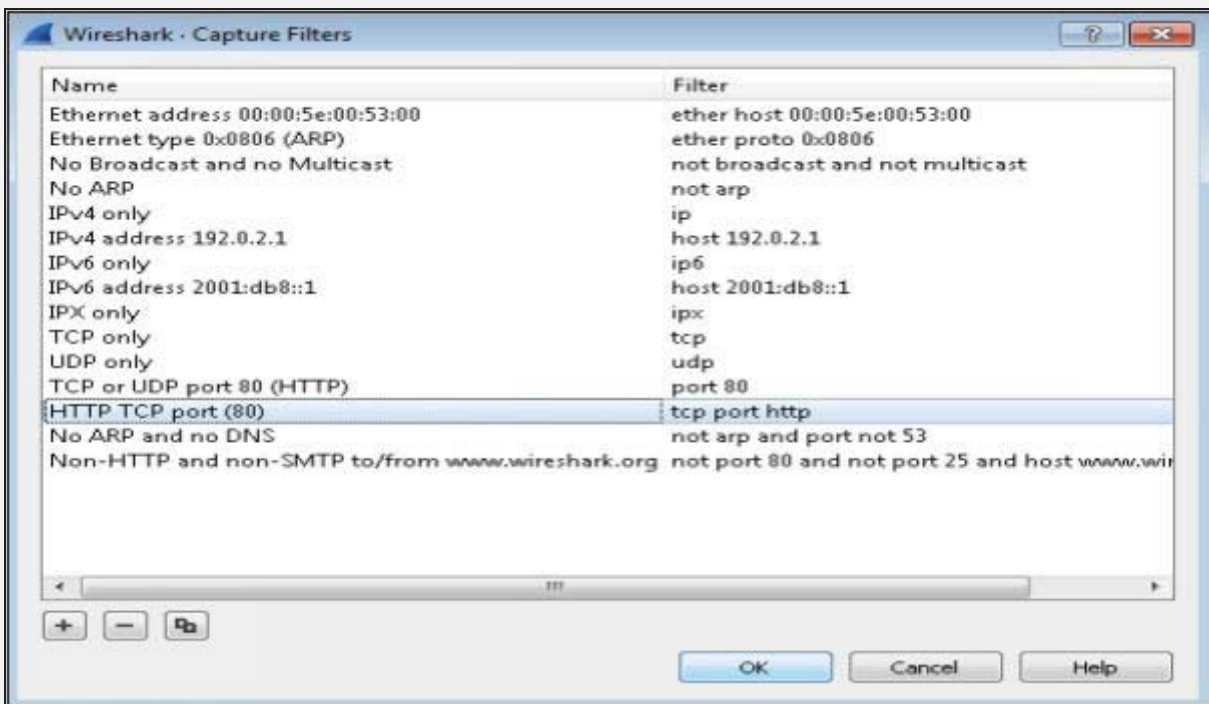 Wireshark · Capture Filters
Name Filter
Ethernet address 00:00:5e:00:53:00 ether host 00:00:5e:00:53:00
Ethernet type 0x0806 (ARP) ether proto 0x0806
No Broadcast and no Multicast not broadcast and not multicast
No ARP not arp
IPv4 only ip
IPv4 address 192.0.2.1 host 192.0.2.1
IPv6 only ip6
IPv6 address 2001:db8::1 host 2001:db8::1
IPX only ipx
TCP only tcp
UDP only udp
TCP or UDP port 80 (HTTP) port 80
HTTP TCP port (80) tcp port http
No ARP and no DNS not arp and port not 53
Non-HTTP and non-SMTP to/from www.wireshark.org not port 80 and not port 25 and host www.wir
OK Cancel Help